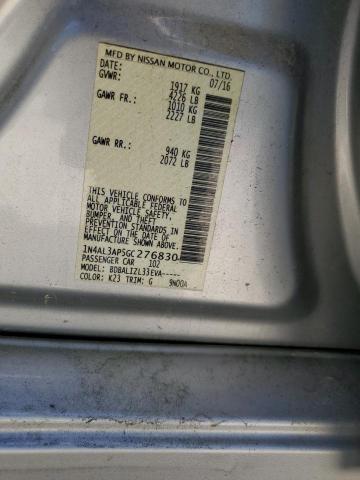 MFD BY NISSAN MOTOR CO., LTD.
DATE: 07/16
GVWR: 1917 KG
4226 LB
GAWR FR.: 1010 KG
2227 LB
GAWR RR.: 940 KG
2072 LB
THIS VEHICLE CONFORMS TO
ALL APPLICABLE FEDERAL
MOTOR VEHICLE SAFETY,
BUMPER, AND THEFT
PREVENTION STANDARDS IN
EFFECT ON THE DATE OF
MANUFACTURE SHOWN ABOVE.
1N4AL3AP5GC276830
PASSENGER CAR 102
MODEL: BDBALIZL33EVA-----
COLOR: K23 TRIM: G 9N00A